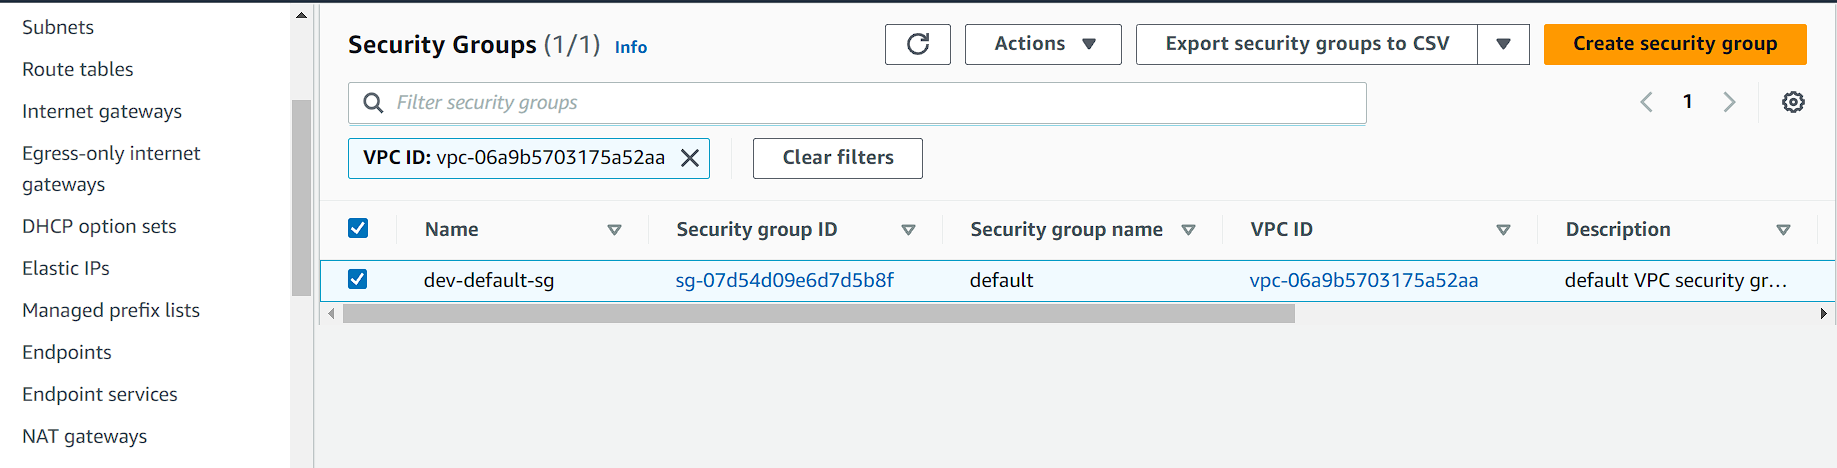 Subnets
Route tables
Internet gateways
Egress-only internet
gateways
DHCP option sets
Elastic IPs
Managed prefix lists
Endpoints
Endpoint services
NAT gateways
Security Groups (1/1) Info
Actions
Export security groups to CSV
Create security group
Filter security groups
1
VPC ID: vpc-06a9b5703175a52aa
Clear filters
Name Security group ID Security group name VPC ID Description
dev-default-sg sg-07d54d09e6d7d5b8f default vpc-06a9b5703175a52aa default VPC security gr...